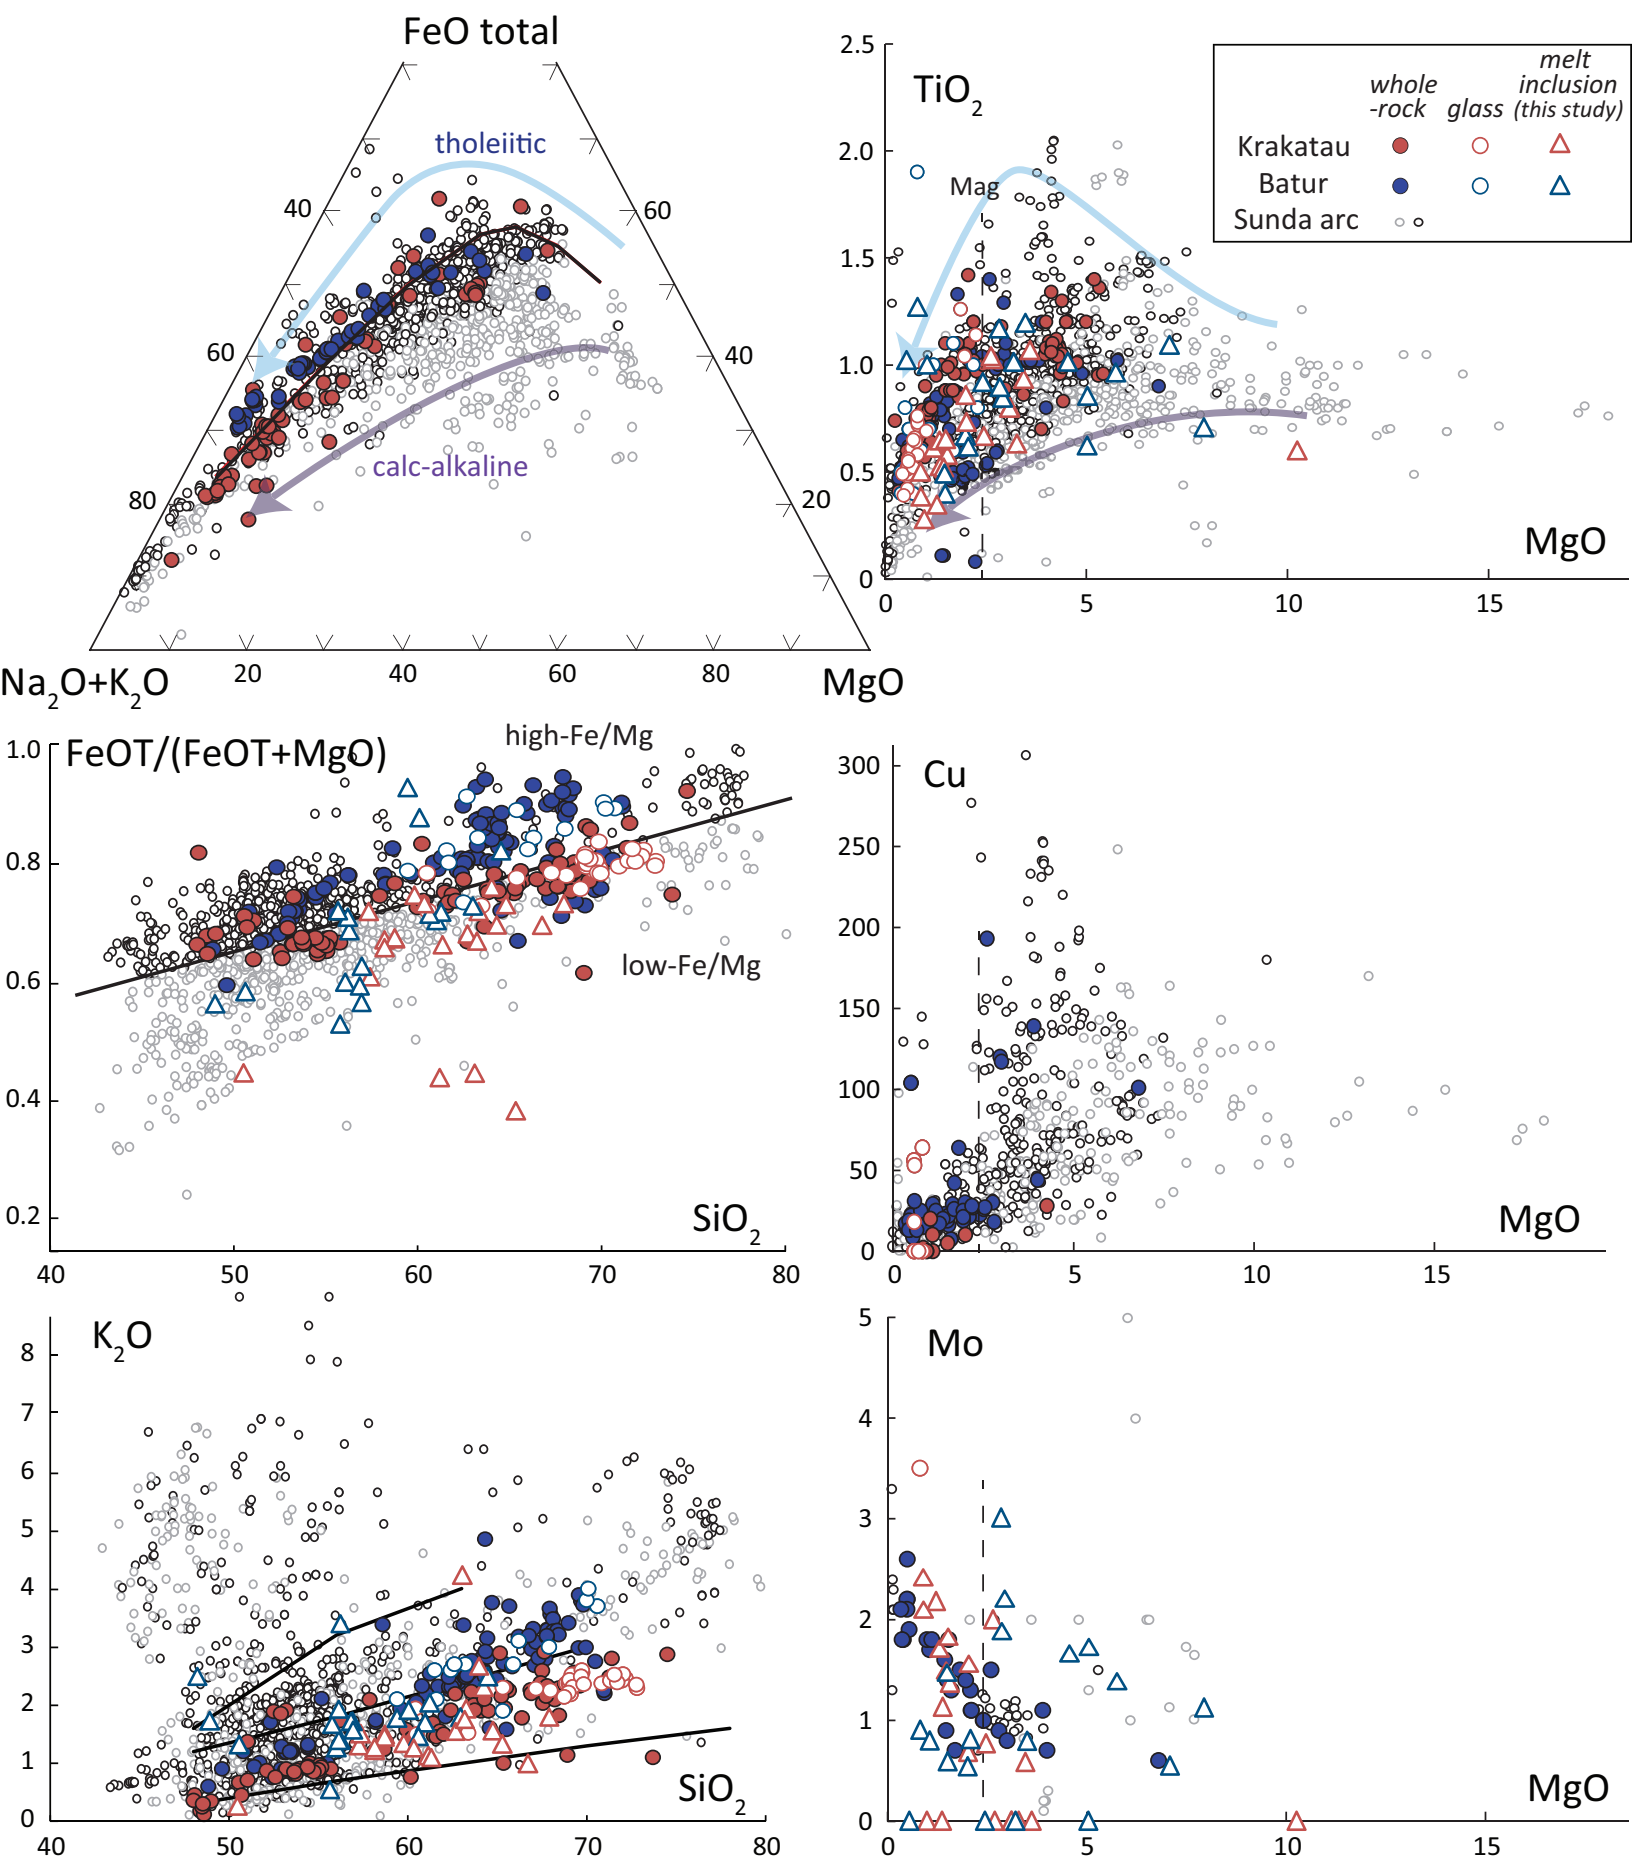 FeO total
tholeiitic
40
60
60
40
calc-alkaline
80
20
20
40
60
80
Na₂O+K₂O
MgO
2.5
TiO₂
2.0
Mag
1.5
1.0
0.5
0
MgO
0
5
10
15
whole
-rock
glass
melt
inclusion
(this study)
Krakatau
Batur
Sunda arc
1.0
FeOT/(FeOT+MgO)
high-Fe/Mg
0.8
0.6
low-Fe/Mg
0.4
0.2
SiO₂
40
50
60
70
80
300
Cu
250
200
150
100
50
0
MgO
0
5
10
15
K₂O
8
7
6
5
4
3
2
1
0
SiO₂
40
50
60
70
80
5
Mo
4
3
2
1
0
MgO
0
5
10
15